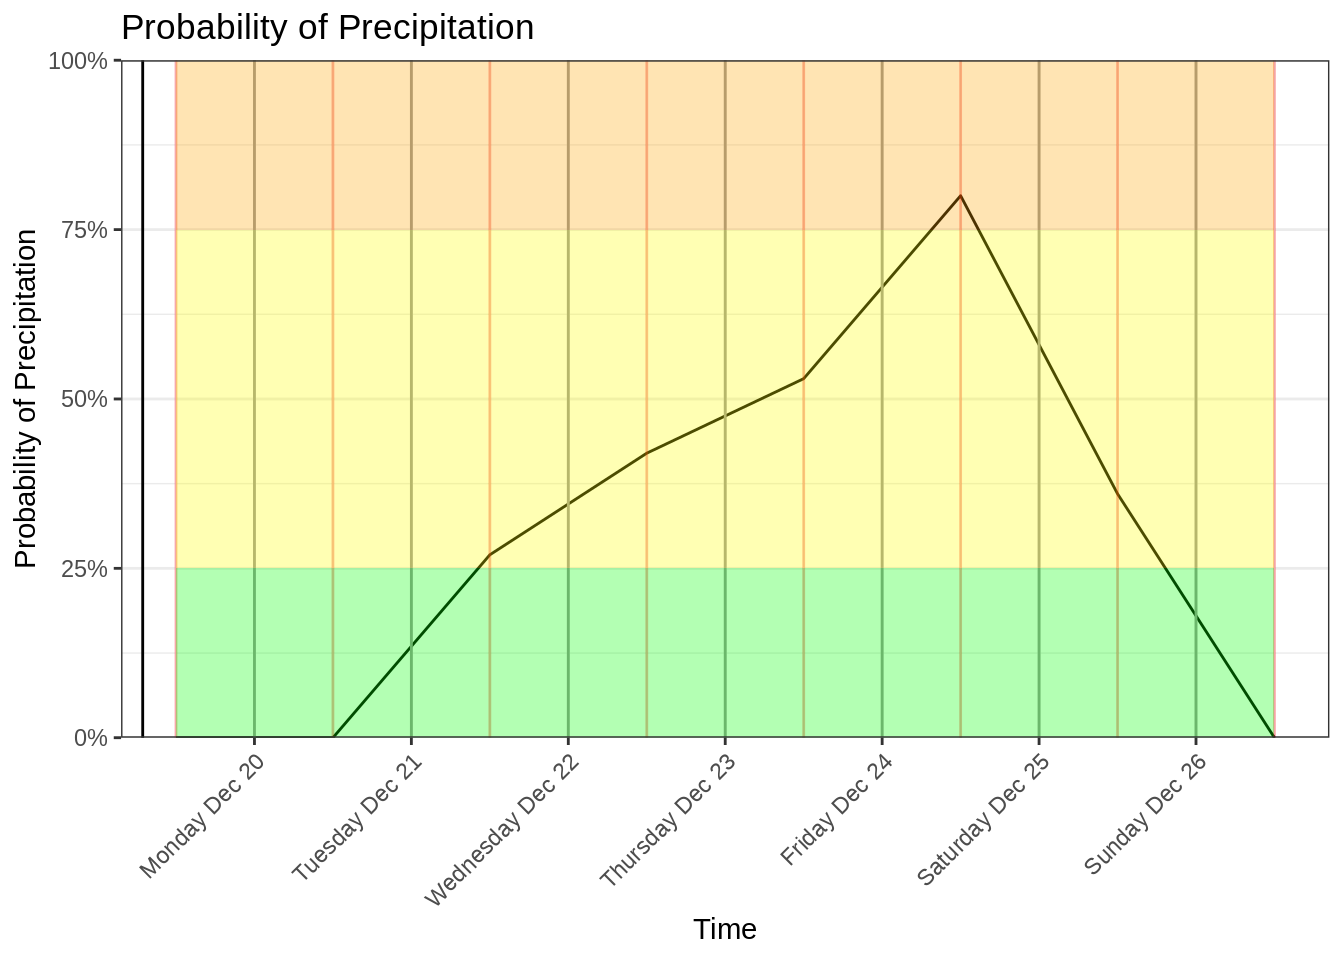 Probability of Precipitation
Probability of Precipitation
100%
75%
50%
25%
0%
Monday Dec 20
Tuesday Dec 21
Wednesday Dec 22
Thursday Dec 23
Friday Dec 24
Saturday Dec 25
Sunday Dec 26
Time